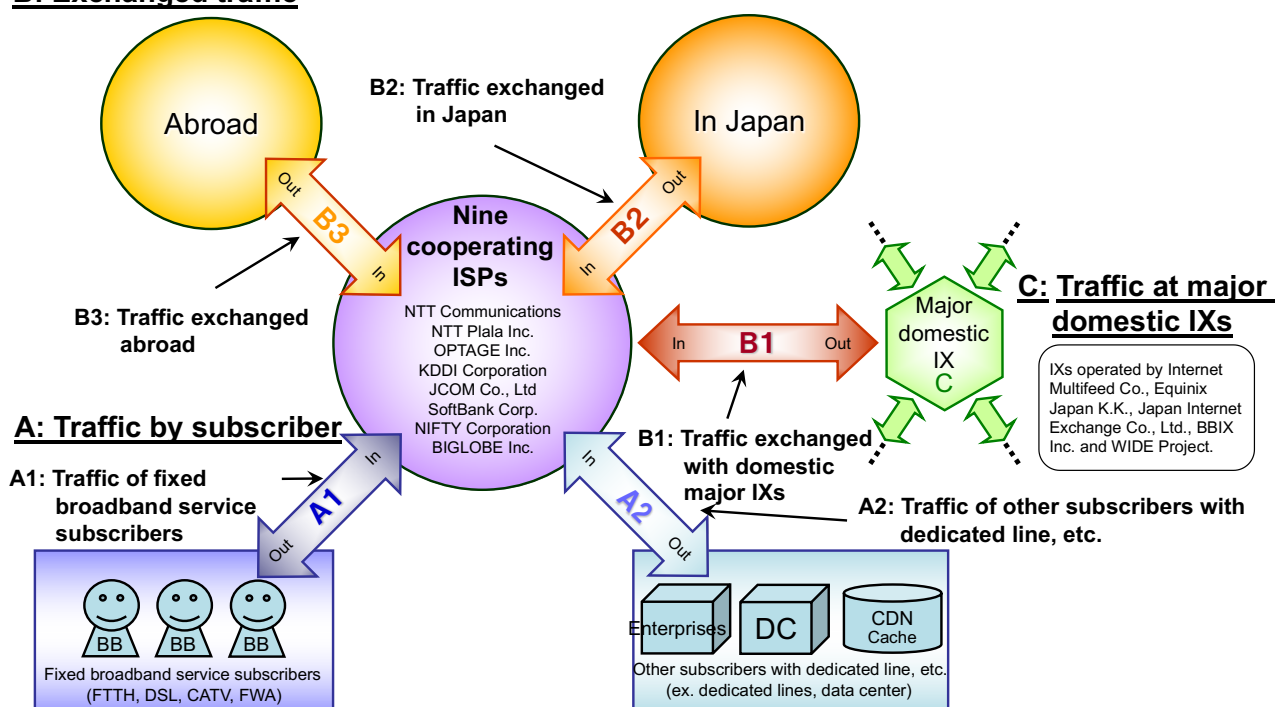 B: Exchanged traffic
Abroad
B2: Traffic exchanged
in Japan
In Japan
Out
B3
In
Out
B2
In
Nine
cooperating
ISPs
NTT Communications
NTT Plala Inc.
OPTAGE Inc.
KDDI Corporation
JCOM Co., Ltd
SoftBank Corp.
NIFTY Corporation
BIGLOBE Inc.
B3: Traffic exchanged
abroad
In
B1
Out
Major
domestic
IX
C
C: Traffic at major
domestic IXs
IXs operated by Internet
Multifeed Co., Equinix
Japan K.K., Japan Internet
Exchange Co., Ltd., BBIX
Inc. and WIDE Project.
A: Traffic by subscriber
A1: Traffic of fixed
broadband service
subscribers
In
A1
Out
In
A2
Out
B1: Traffic exchanged
with domestic
major IXs
A2: Traffic of other subscribers with
dedicated line, etc.
BB
BB
BB
Fixed broadband service subscribers
(FTTH, DSL, CATV, FWA)
Enterprises
DC
CDN
Cache
Other subscribers with dedicated line, etc.
(ex. dedicated lines, data center)